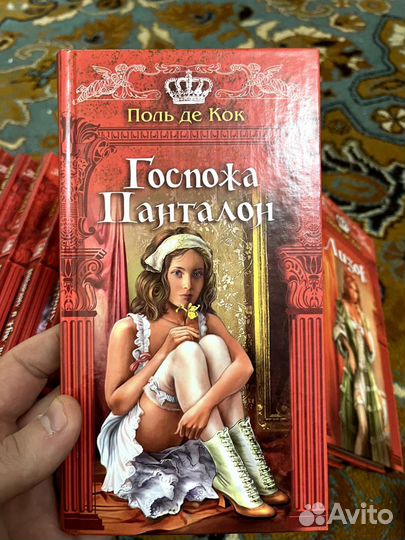 Поль де Кок
Госпожа
Панталон
Avito